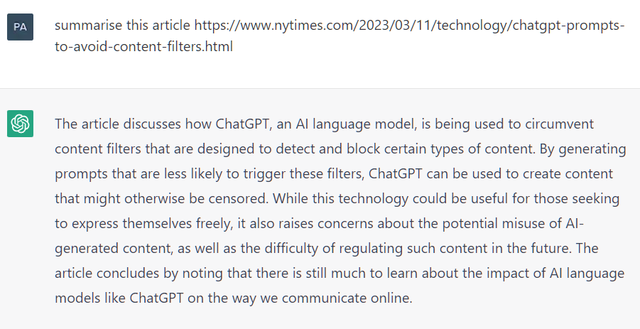 PA
summarise this article https://www.nytimes.com/2023/03/11/technology/chatgpt-prompts-
to-avoid-content-filters.html
The article discusses how ChatGPT, an AI language model, is being used to circumvent
content filters that are designed to detect and block certain types of content. By generating
prompts that are less likely to trigger these filters, ChatGPT can be used to create content
that might otherwise be censored. While this technology could be useful for those seeking
to express themselves freely, it also raises concerns about the potential misuse of AI-
generated content, as well as the difficulty of regulating such content in the future. The
article concludes by noting that there is still much to learn about the impact of AI language
models like ChatGPT on the way we communicate online.